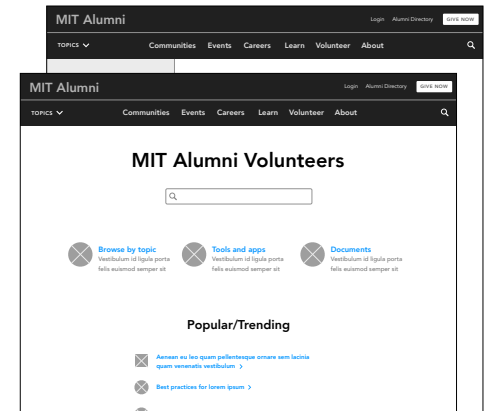 MIT Alumni
Login Alumni Directory GIVE NOW
TOPICS Communities Events Careers Learn Volunteer About
MIT Alumni
Login Alumni Directory GIVE NOW
TOPICS Communities Events Careers Learn Volunteer About
MIT Alumni Volunteers
Browse by topic
Vestibulum id ligula porta
felis euismod semper sit
Tools and apps
Vestibulum id ligula porta
felis euismod semper sit
Documents
Vestibulum id ligula porta
felis euismod semper sit
Popular/Trending
Aenean eu leo quam pellentesque ornare sem lacinia
quam venenatis vestibulum >
Best practices for lorem ipsum >